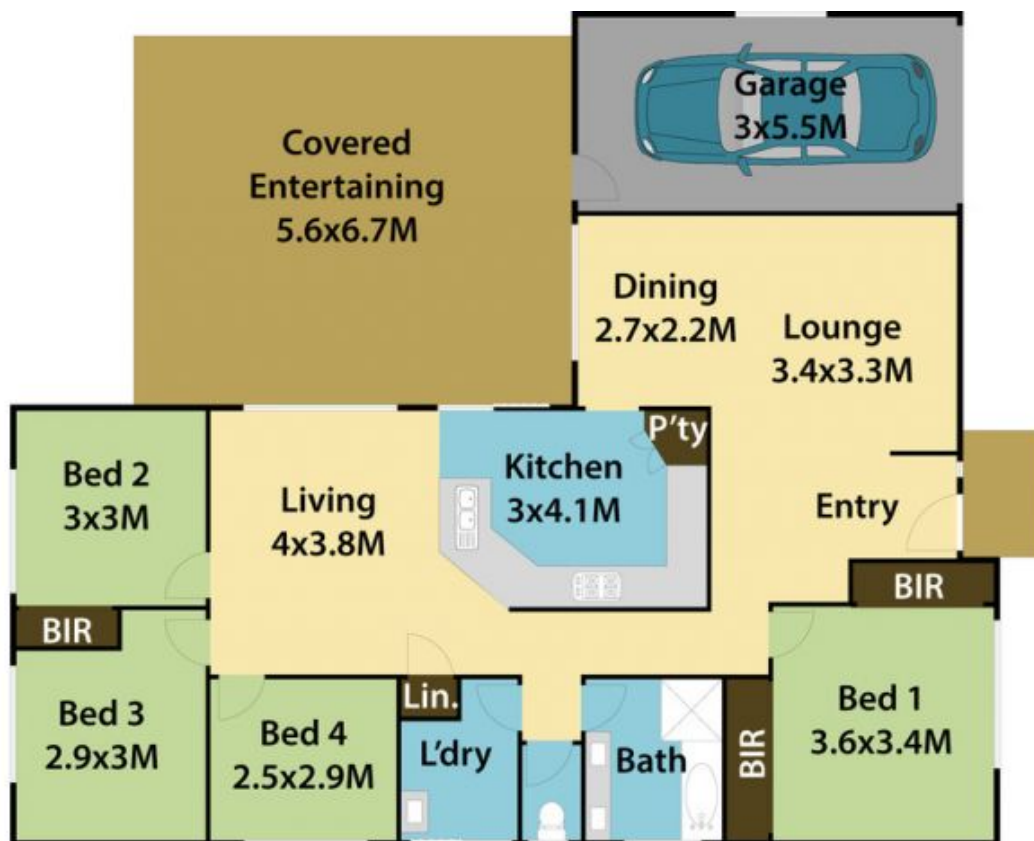 Garage
3x5.5M
Covered
Entertaining
5.6x6.7M
Dining
2.7x2.2M
Lounge
3.4x3.3M
P'ty
Kitchen
3x4.1M
Bed 2
3x3M
Living
4x3.8M
Entry
BIR
BIR
Lin.
Bed 3
2.9x3M
Bed 4
2.5x2.9M
L'dry
Bath
BIR
Bed 1
3.6x3.4M